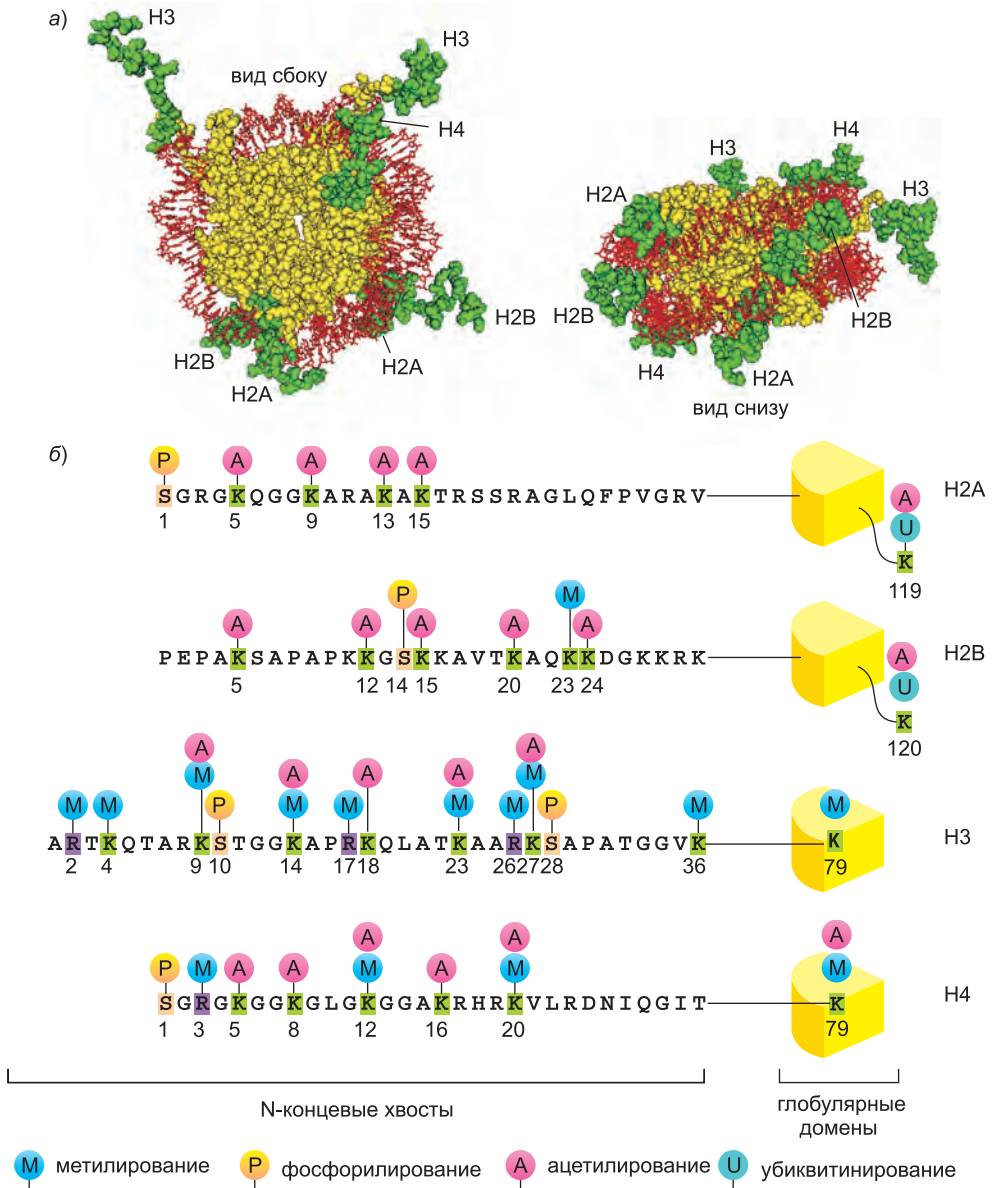 а)
H3
вид сбоку
H3
H4
H2B
H2A
H2A
H2B
H2A
H3
H4
H3
H2B
H4
H2A
H2B
вид снизу
б)
P A A A A
SGRGKQGGKARAKAKTRSSRAGLQFPVGRV
1 5 9 13 15
A
U
K
119
H2A
A A P A A M A
PEPAKSAPAPKKGSKKAVTKAQKKDGKKRK
5 12 14 15 20 23 24
A
U
K
120
H2B
A A A A A
M M M P M M M M M P M M
ARTKQTARKSTGGKAPRKQLATKAARKSAPATGGVK
2 4 9 10 14 17 18 23 26 27 28 36
K
79
H3
A A A
P M A A M A M M
SGRGKGGKGLGKGGAKRHRKVLRDNIQGIT
1 3 5 8 12 16 20
K
79
H4
N-концевые хвосты
глобулярные
домены
M метилирование P фосфорилирование A ацетилирование U убиквитинирование